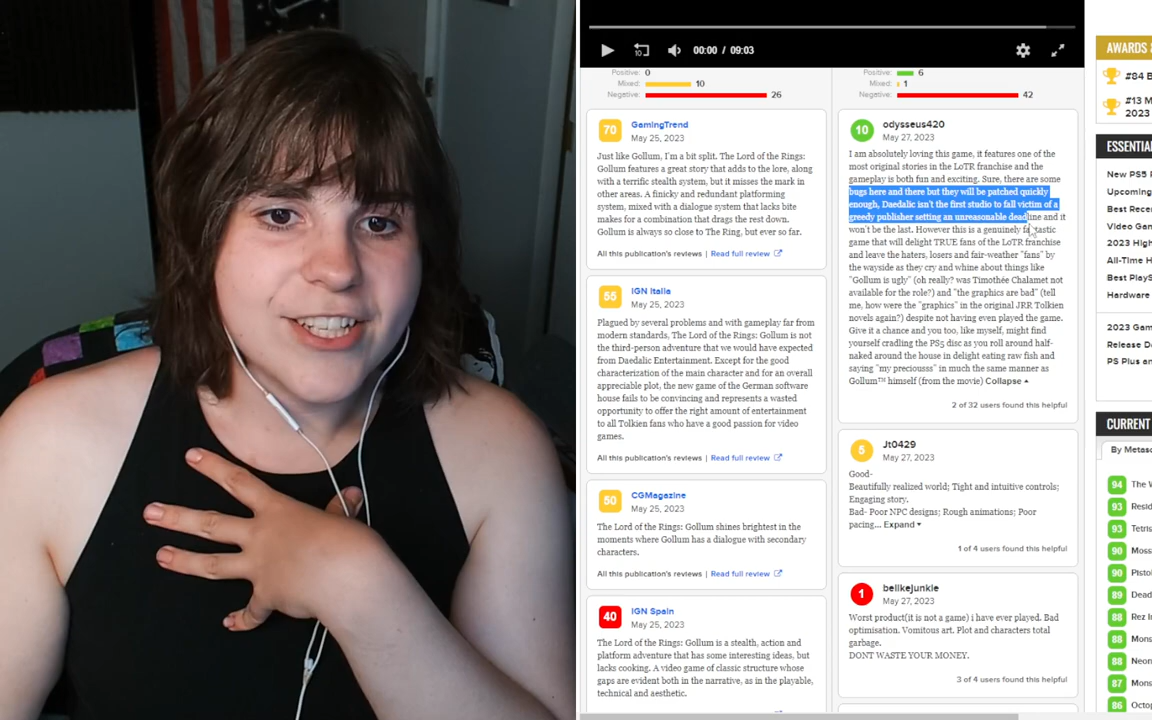 00:00 / 09:03
10
Positive: 0
Mixed: 10
Negative: 26
70
GamingTrend
May 25, 2023
Just like Gollum, I'm a bit split. The Lord of the Rings:
Gollum features a great story that adds to the lore, along
with a terrific stealth system, but it misses the mark in
other areas. A finicky and redundant platforming
system, mixed with a dialogue system that lacks bite
makes for a combination that drags the rest down.
Gollum is always so close to The Ring, but ever so far.
All this publication's reviews | Read full review
55
IGN Italia
May 25, 2023
Plagued by several problems and with gameplay far from
modern standards, The Lord of the Rings: Gollum is not
the third-person adventure that we would have expected
from Daedalic Entertainment. Except for the good
characterization of the main character and for an overall
appreciable plot, the new game of the German software
house fails to be convincing and represents a wasted
opportunity to offer the right amount of entertainment
to all Tolkien fans who have a good passion for video
games.
All this publication's reviews | Read full review
50
CGMagazine
May 25, 2023
The Lord of the Rings: Gollum shines brightest in the
moments where Gollum has a dialogue with secondary
characters.
All this publication's reviews | Read full review
40
IGN Spain
May 25, 2023
The Lord of the Rings: Gollum is a stealth, action and
platform adventure that has some interesting ideas, but
lacks cooking. A video game of classic structure whose
gaps are evident both in the narrative, as in the playable,
technical and aesthetic.
Positive: 6
Mixed: 1
Negative: 42
10
odysseus420
May 27, 2023
I am absolutely loving this game, it features one of the
most original stories in the LoTR franchise and the
gameplay is both fun and exciting. Sure, there are some
bugs here and there but they will be patched quickly
enough, Daedalic isn't the first studio to fall victim of a
greedy publisher setting an unreasonable deadline and it
won't be the last. However this is a genuinely fantastic
game that will delight TRUE fans of the LoTR franchise
and leave the haters, losers and fair-weather "fans" by
the wayside as they cry and whine about things like
"Gollum is ugly" (oh really? was Timothée Chalamet not
available for the role?) and "the graphics are bad" (tell
me, how were the "graphics" in the original JRR Tolkien
novels again?) despite not having even played the game.
Give it a chance and you too, like myself, might find
yourself cradling the PS5 disc as you roll around half-
naked around the house in delight eating raw fish and
saying "my preciousss" in much the same manner as
Gollum™ himself (from the movie) Collapse
2 of 32 users found this helpful
5
Jt0429
May 27, 2023
Good-
Beautifully realized world; Tight and intuitive controls;
Engaging story.
Bad- Poor NPC designs; Rough animations; Poor
pacing... Expand
1 of 4 users found this helpful
1
belikejunkie
May 27, 2023
Worst product(it is not a game) i have ever played. Bad
optimisation. Vomitous art. Plot and characters total
garbage.
DONT WASTE YOUR MONEY.
3 of 4 users found this helpful
AWARDS &
#84 B
#13 M
2023
ESSENTIA
New PS5 F
Upcoming
Best Recer
Video Gan
2023 High
All-Time H
Best PlayS
Hardware
2023 Gam
Release Da
PS Plus an
CURRENT
By Metasc
94 The W
93 Resid
93 Tetris
90 Moss
90 Pistol
89 Dead
88 Rez In
88 Mons
88 Neon
87 Mons
86 Octop